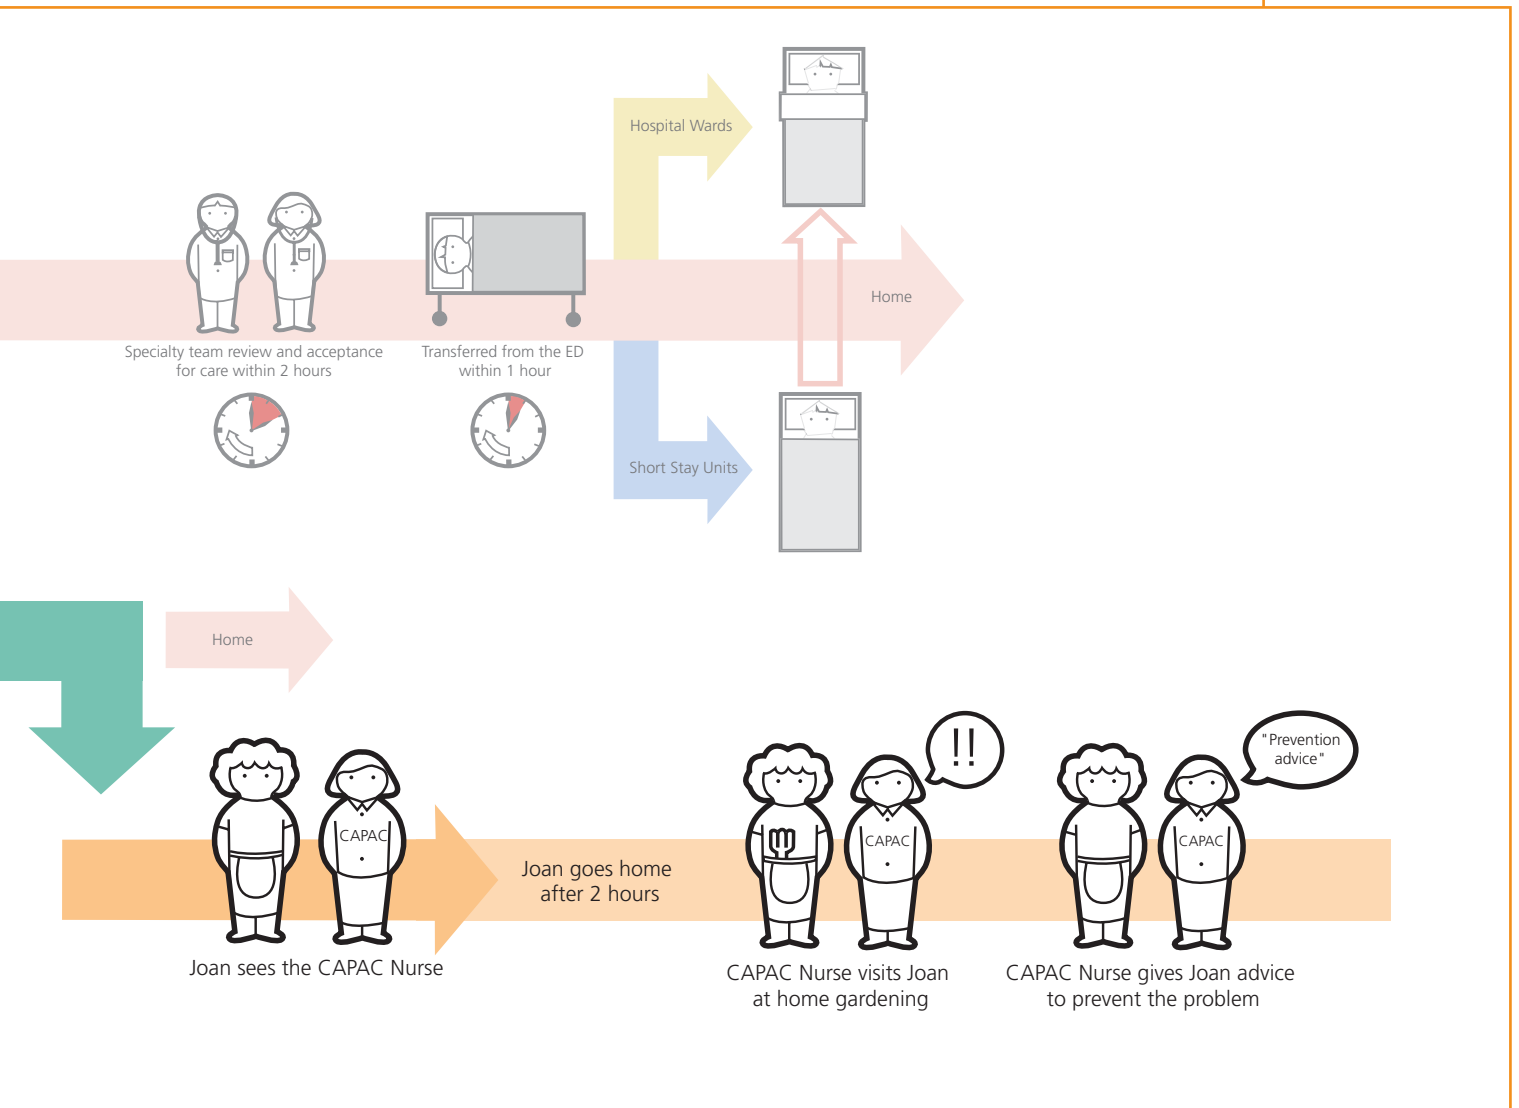 Hospital Wards
Home
Specialty team review and acceptance
for care within 2 hours
Transferred from the ED
within 1 hour
Short Stay Units
Home
"Prevention
advice"
!!
CAPAC
CAPAC
CAPAC
Joan goes home
after 2 hours
Joan sees the CAPAC Nurse
CAPAC Nurse visits Joan
at home gardening
CAPAC Nurse gives Joan advice
to prevent the problem